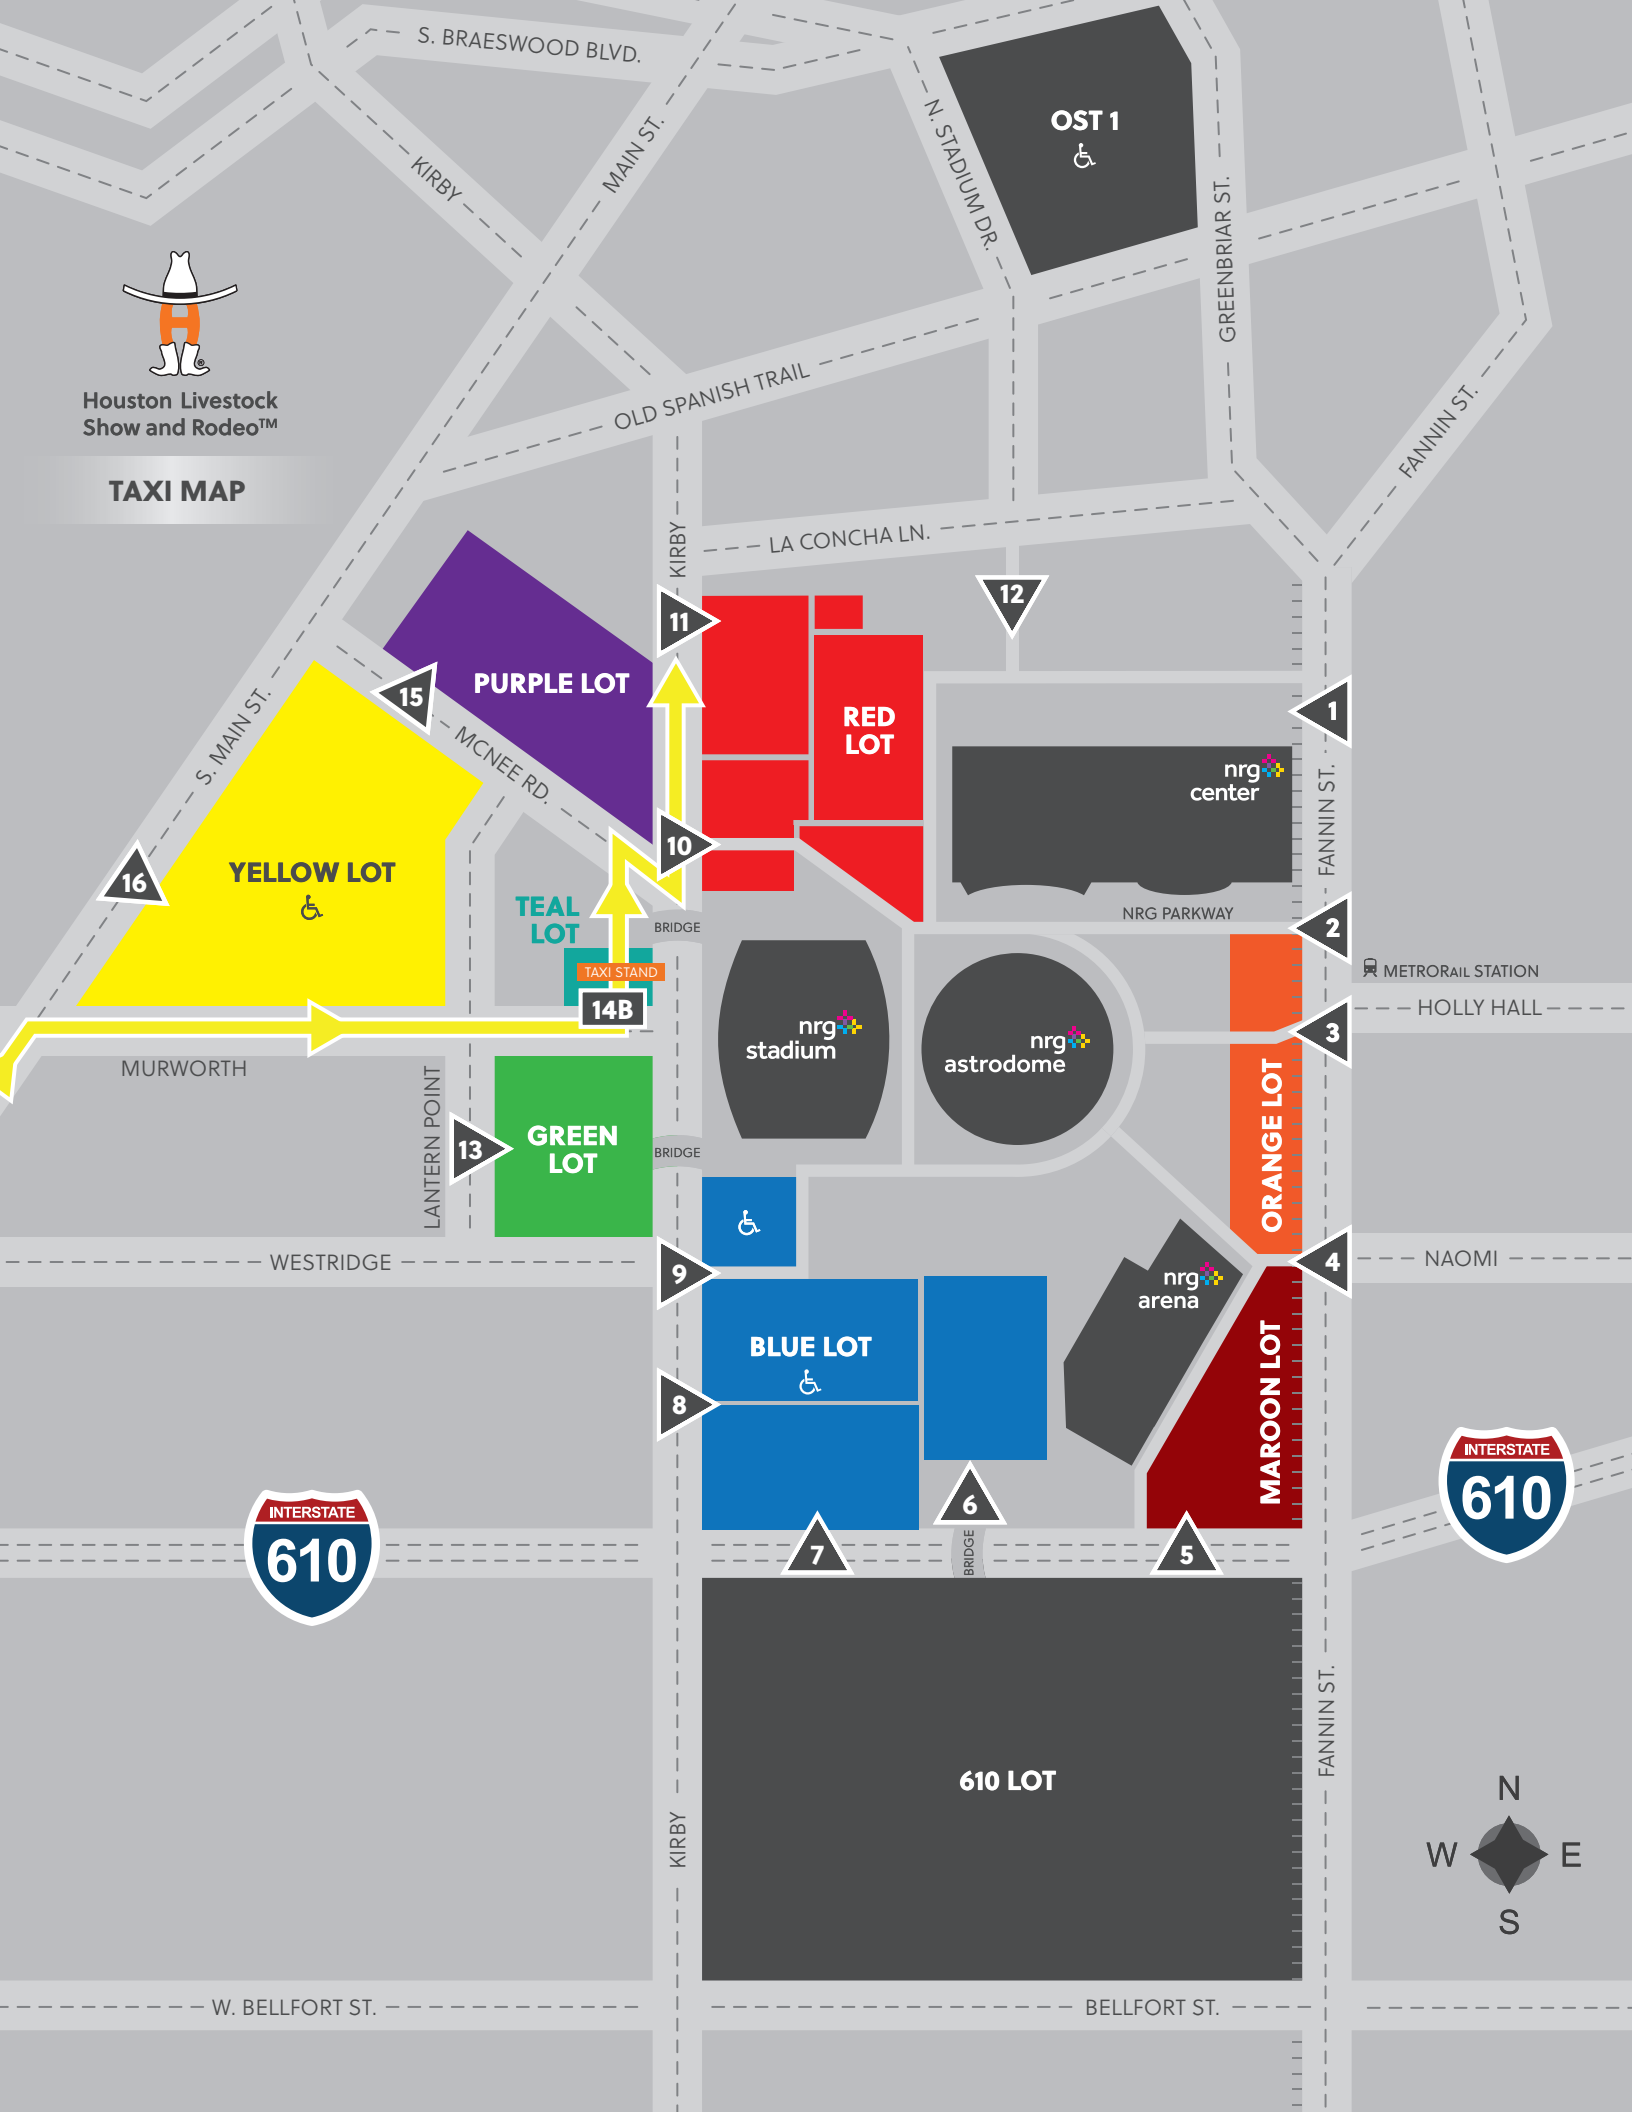 S. BRAESWOOD BLVD.
MAIN ST.
KIRBY
N. STADIUM DR.
OST 1
GREENBRIAR ST.
Houston Livestock
Show and Rodeo™
TAXI MAP
OLD SPANISH TRAIL
FANNIN ST.
KIRBY
LA CONCHA LN.
12
11
PURPLE LOT
15
RED
LOT
1
S. MAIN ST.
MCNEE RD.
nrg
center
FANNIN ST.
10
16
YELLOW LOT
TEAL
LOT
BRIDGE
NRG PARKWAY
2
TAXI STAND
METRORAIL STATION
14B
HOLLY HALL
nrg
stadium
nrg
astrodome
3
MURWORTH
LANTERN POINT
13
GREEN
LOT
BRIDGE
ORANGE LOT
WESTRIDGE
9
4
NAOMI
nrg
arena
BLUE LOT
8
MAROON LOT
INTERSTATE
610
INTERSTATE
610
6
7
BRIDGE
5
FANNIN ST.
610 LOT
KIRBY
N
W
E
S
W. BELLFORT ST.
BELLFORT ST.